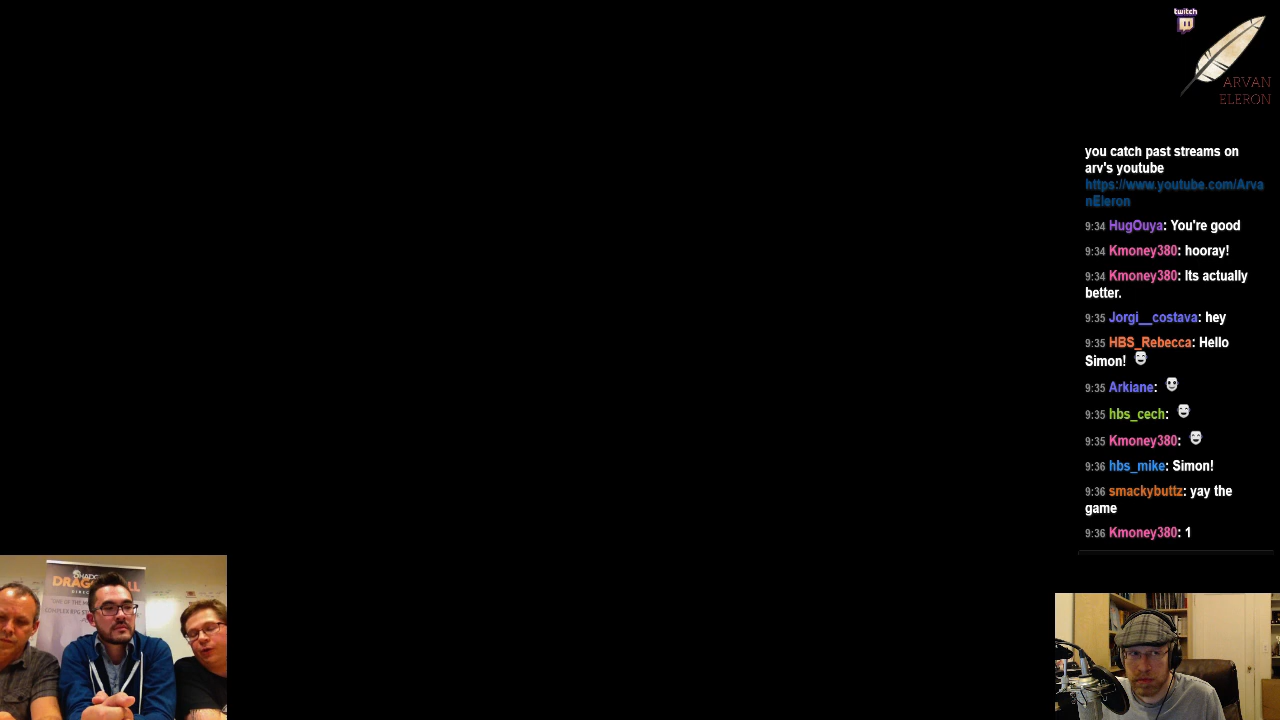 twitch
ARVAN
ELERON
you catch past streams on
arv's youtube
https://www.youtube.com/Arva
nEleron
9:34 HugOuya: You're good
9:34 Kmoney380: hooray!
9:34 Kmoney380: Its actually
better.
9:35 Jorgi__costava: hey
9:35 HBS_Rebecca: Hello
Simon!
9:35 Arkiane:
9:35 hbs_cech:
9:35 Kmoney380:
9:36 hbs_mike: Simon!
9:36 smackybuttz: yay the
game
9:36 Kmoney380: 1